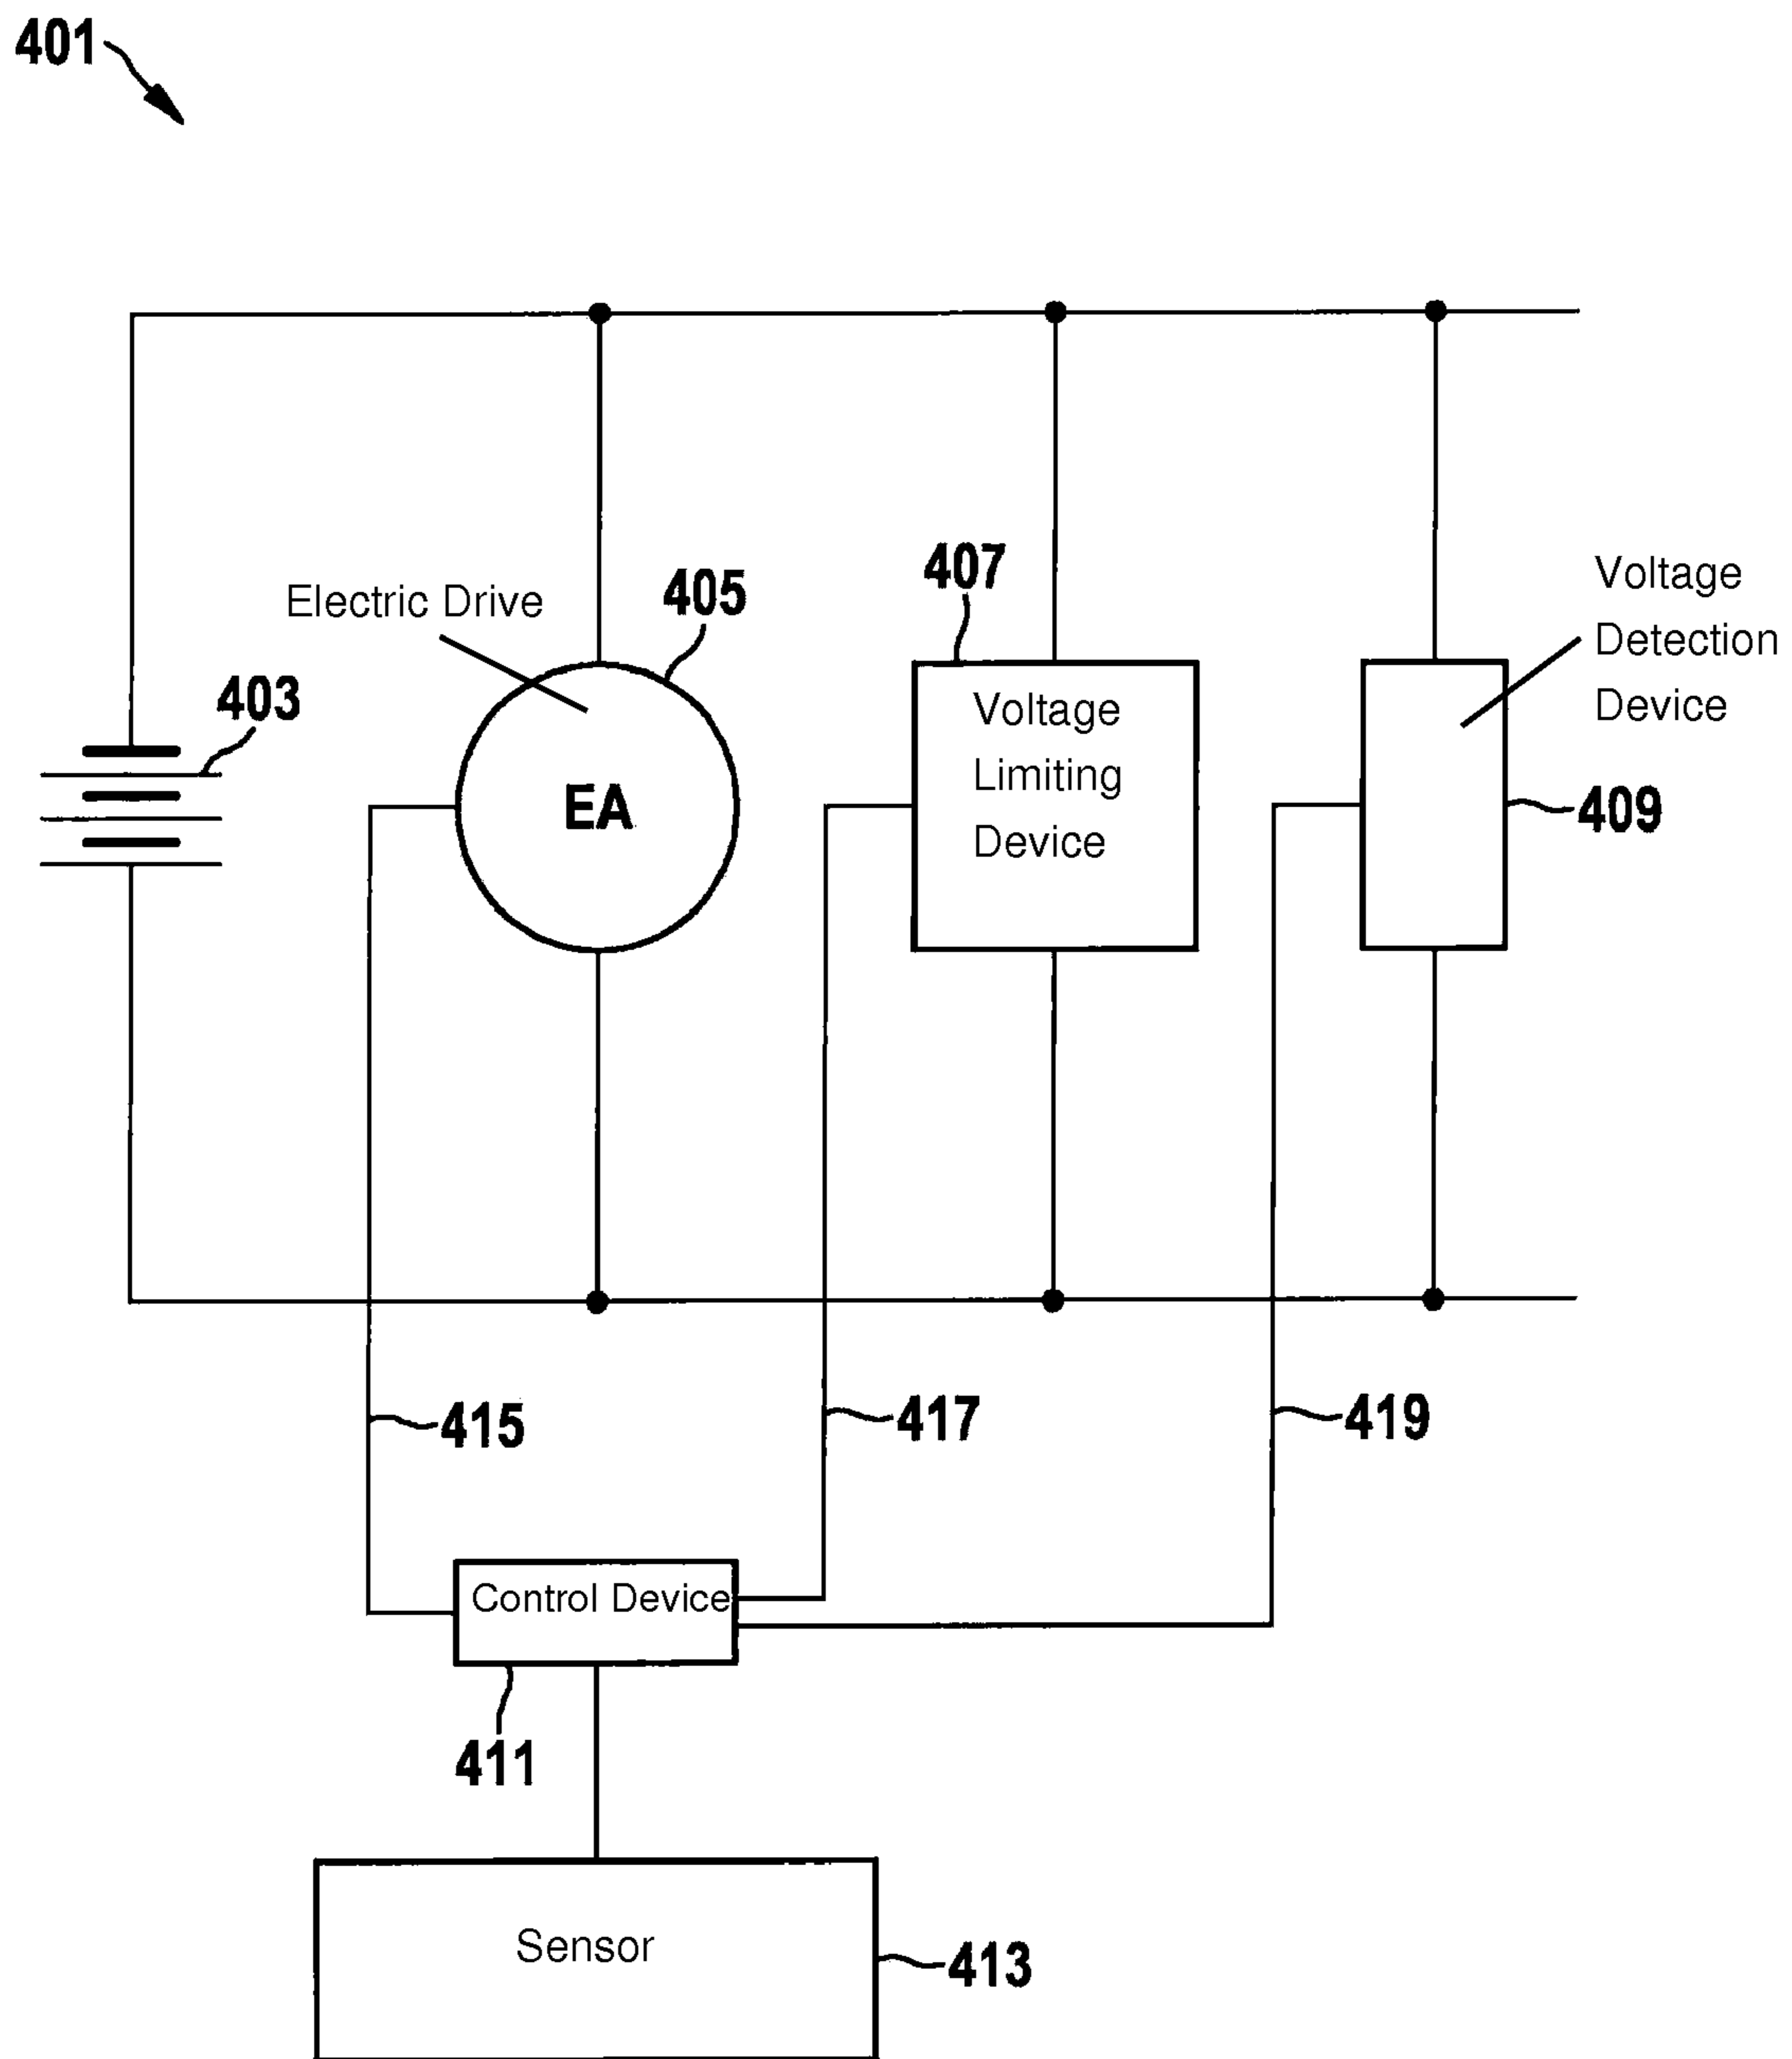 401
407
Voltage
Detection
Device
Electric Drive
405
403
Voltage
Limiting
Device
EA
409
415
417
419
Control Device
411
Sensor
413